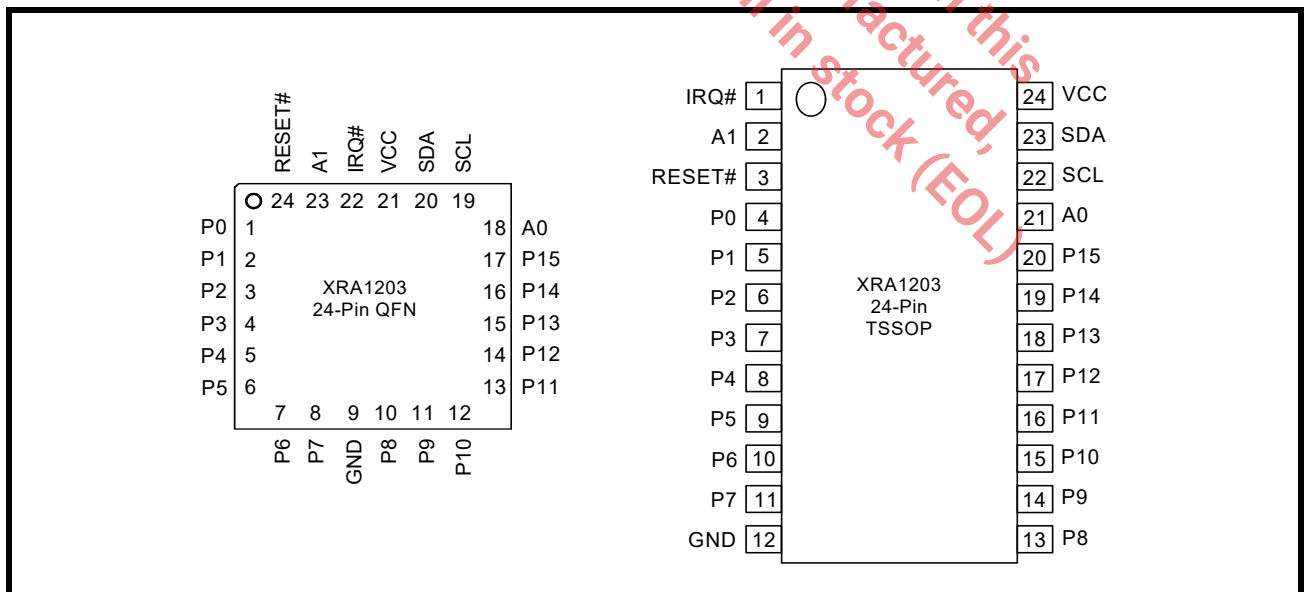 n this
actured,
in stock (EOL)
RESET#
A1
IRQ#
VCC
SDA
SCL
24 23 22 21 20 19
P0 1
P1 2
P2 3
P3 4
P4 5
P5 6
XRA1203
24-Pin QFN
18 A0
17 P15
16 P14
15 P13
14 P12
13 P11
7 8 9 10 11 12
P6
P7
GND
P8
P9
P10
IRQ# 1
A1 2
RESET# 3
P0 4
P1 5
P2 6
P3 7
P4 8
P5 9
P6 10
P7 11
GND 12
XRA1203
24-Pin
TSSOP
24 VCC
23 SDA
22 SCL
21 A0
20 P15
19 P14
18 P13
17 P12
16 P11
15 P10
14 P9
13 P8